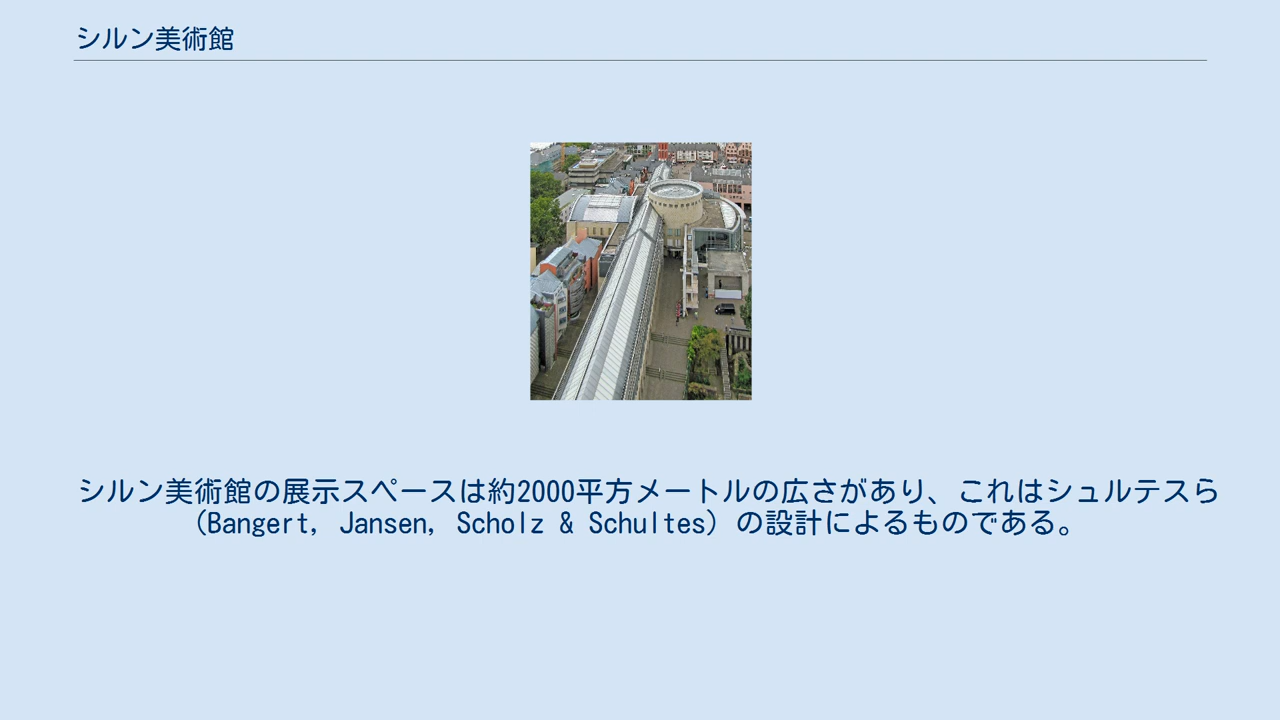 シルン美術館
シルン美術館の展示スペースは約2000平方メートルの広さがあり、これはシュルテスら
(Bangert, Jansen, Scholz & Schultes) の設計によるものである。